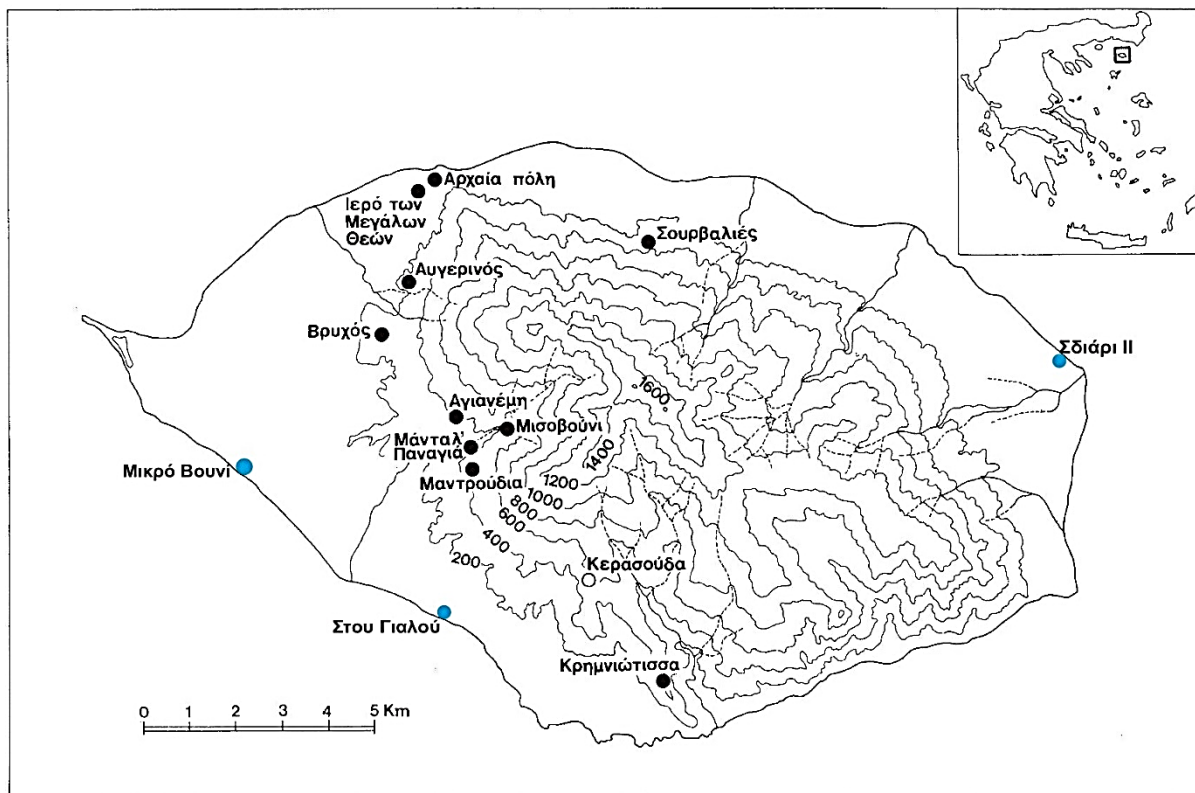 Αρχαία πόλη
Ιερό των
Μεγάλων
Θεών
Σουρβαλιές
Αυγερινός
Βρυχός
Σδιάρι ΙΙ
1600
Αγιανέμη
Μισοβούνι
Μάνταλ'
Παναγιά
Μικρό Βουνί
Μαντρούδια
1400
1200
1000
800
600
400
200
Κερασούδα
Στου Γιαλού
Κρημνιώτισσα
0 1 2 3 4 5 Km